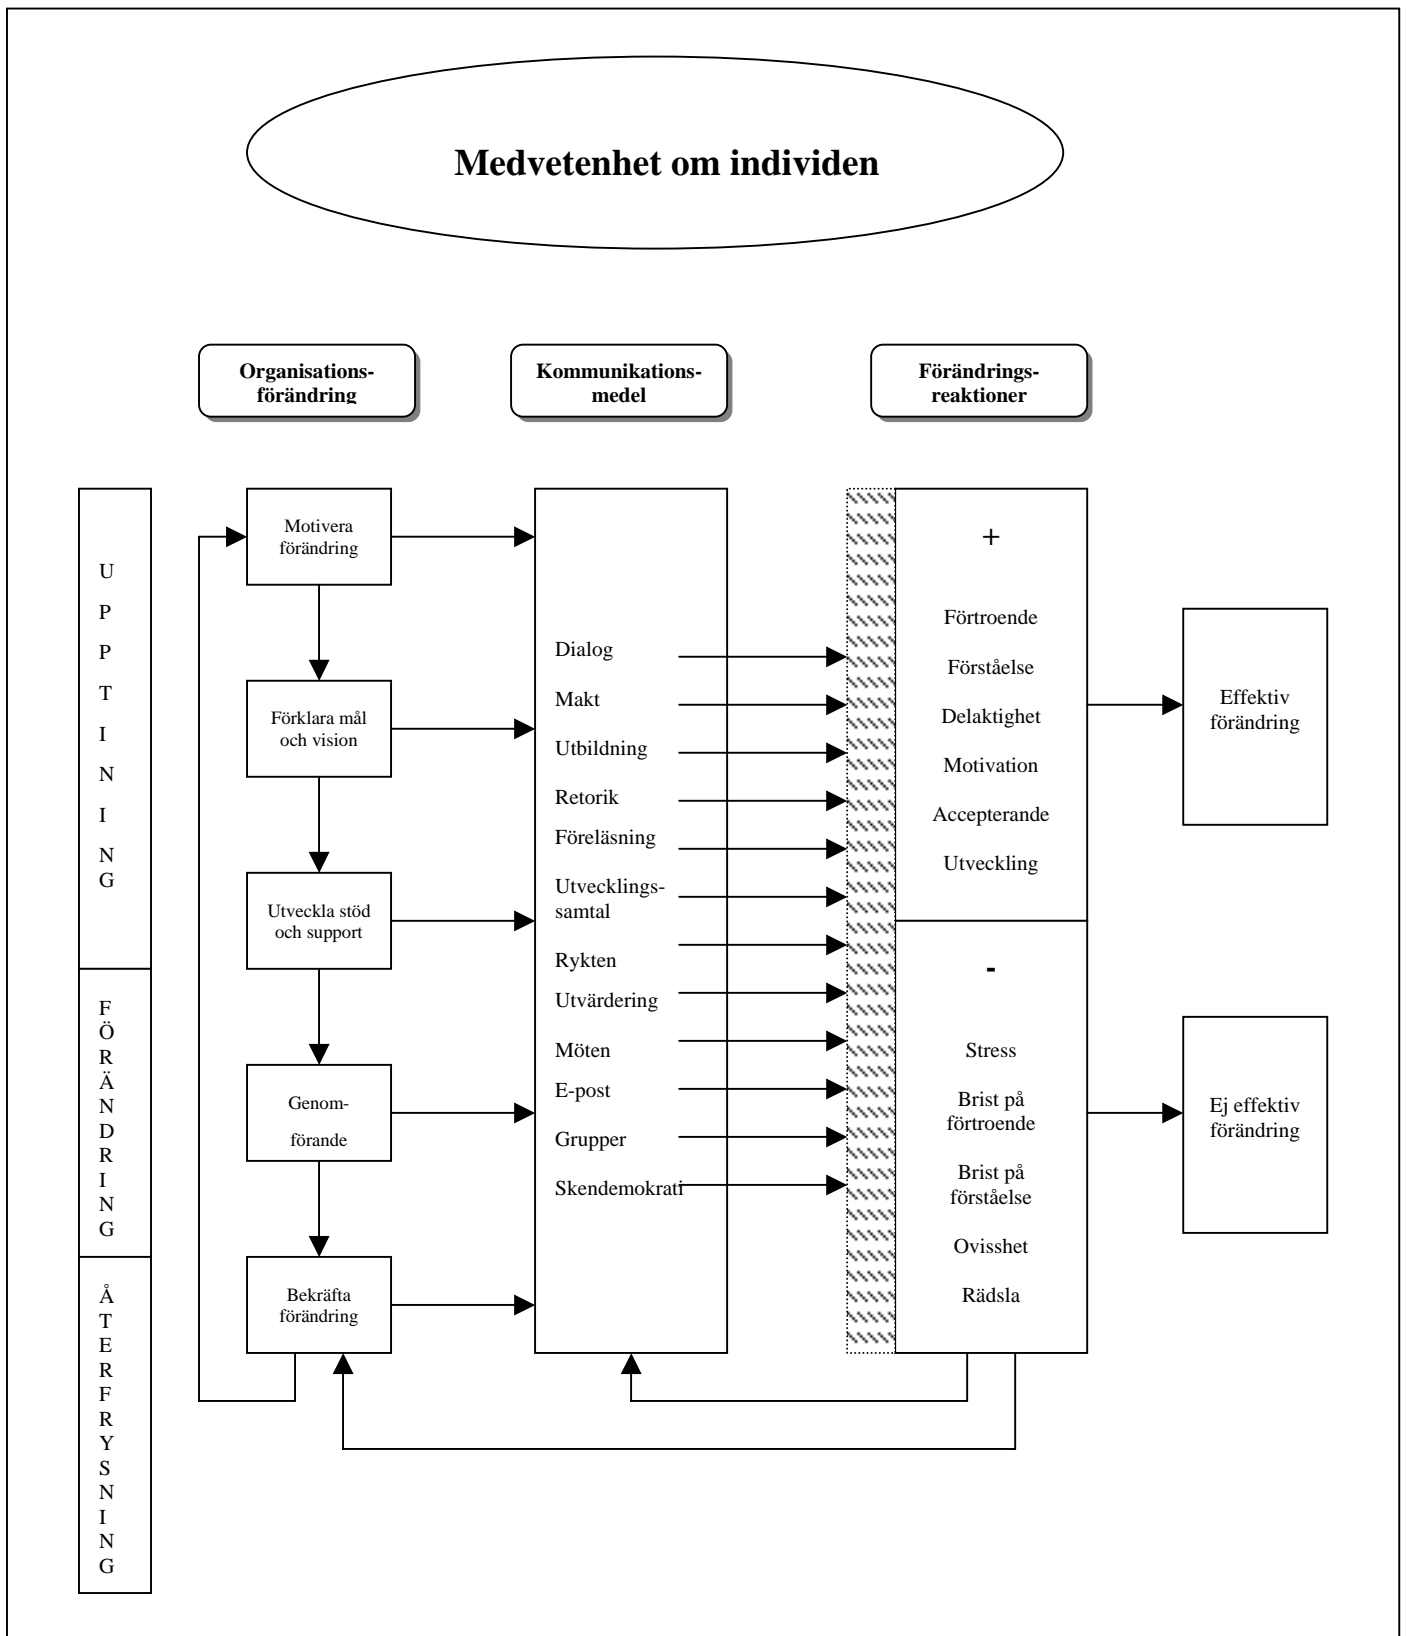 Medvetenhet om individen
Organisations-
förändring
Kommunikations-
medel
Förändrings-
reaktioner
U
P
P
T
I
N
I
N
G
F
Ö
R
Ä
N
D
R
I
N
G
Å
T
E
R
F
R
Y
S
N
I
N
G
Motivera
förändring
Förklara mål
och vision
Utveckla stöd
och support
Genom-
förande
Bekräfta
förändring
Dialog
Makt
Utbildning
Retorik
Föreläsning
Utvecklings-
samtal
Rykten
Utvärdering
Möten
E-post
Grupper
Skendemokrati
+
Förtroende
Förståelse
Delaktighet
Motivation
Accepterande
Utveckling
-
Stress
Brist på
förtroende
Brist på
förståelse
Ovisshet
Rädsla
Effektiv
förändring
Ej effektiv
förändring